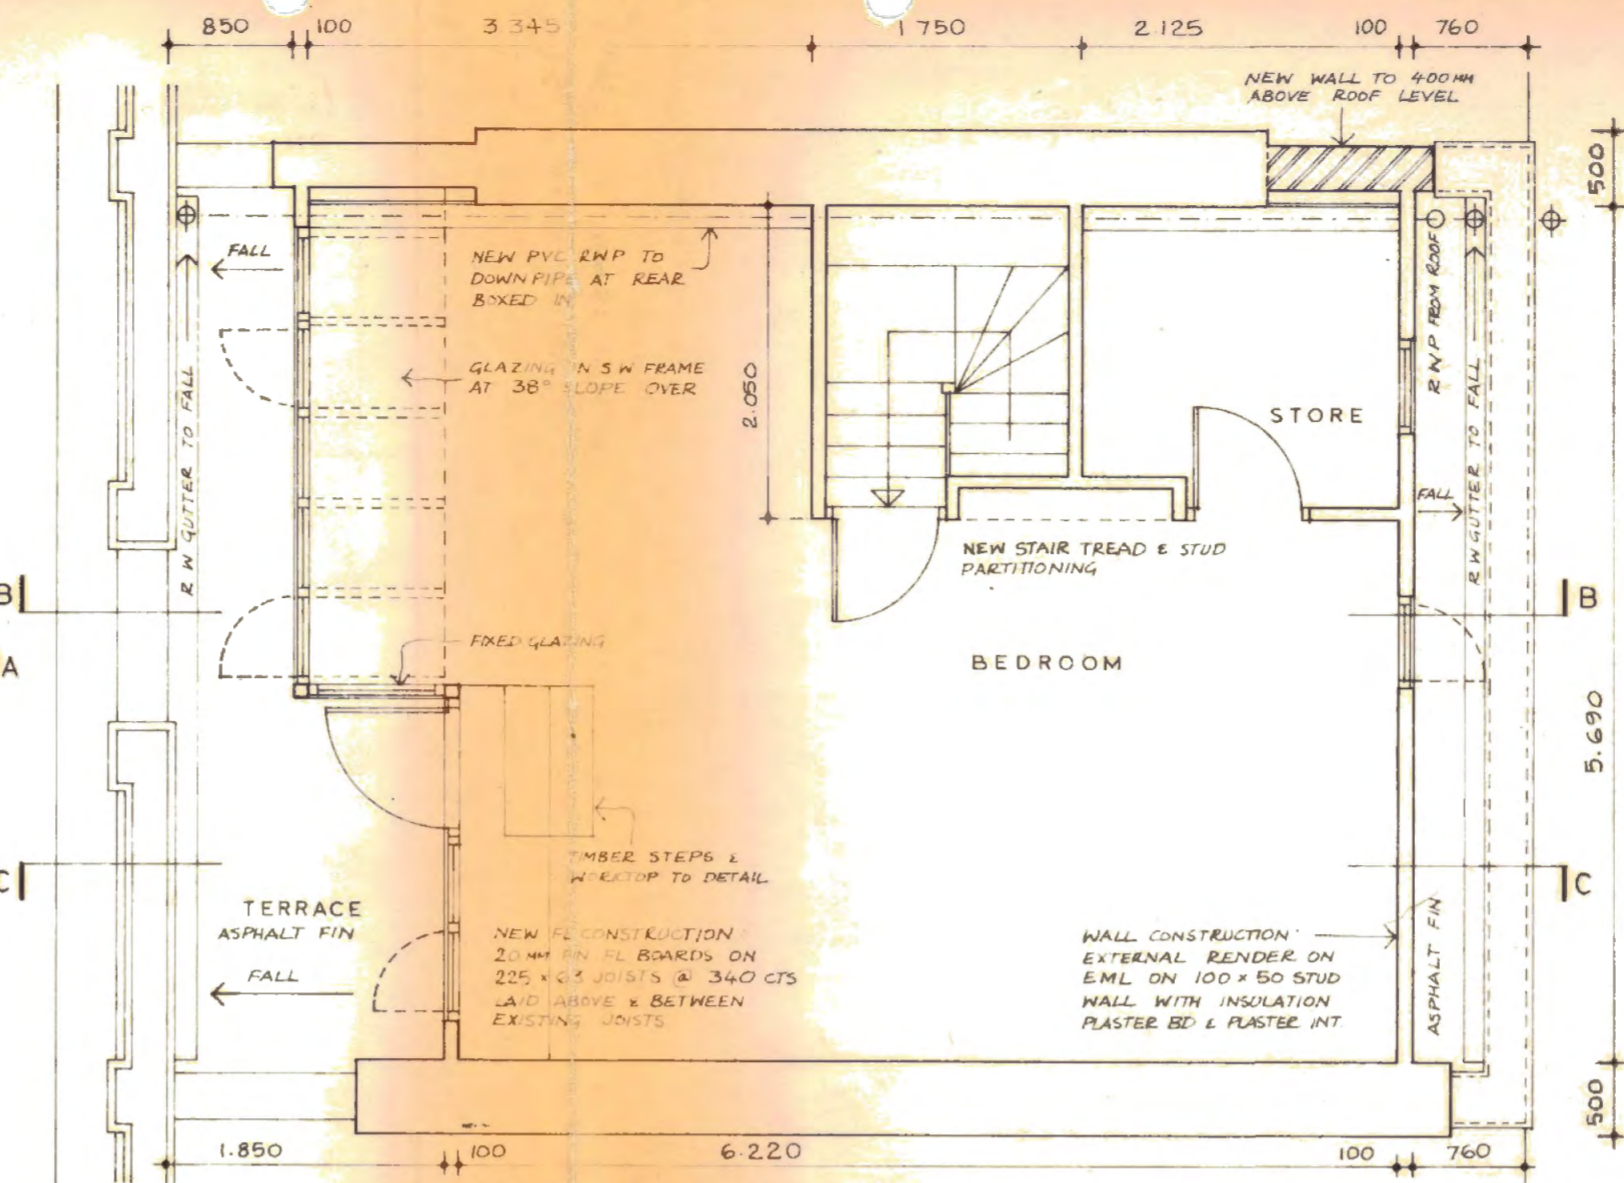 850 100 3 345 1 750 2.125 100 760
NEW WALL TO 400MM
ABOVE ROOF LEVEL
500
FALL
NEW PVC RWP TO
DOWN PIPE AT REAR
BOXED IN
GLAZING IN S W FRAME
AT 38° SLOPE OVER
R W GUTTER TO FALL
2.050
STORE
RWP FROM ROOF
RW GUTTER TO FALL
FALL
NEW STAIR TREAD & STUD
PARTITIONING
B B
A
FIXED GLAZING
BEDROOM
5.690
TIMBER STEPS &
WORKTOP TO DETAIL
C C
TERRACE
ASPHALT FIN
FALL
NEW FL CONSTRUCTION
20 MM FIN FL BOARDS ON
225 x 63 JOISTS @ 340 CTS
LAID ABOVE & BETWEEN
EXISTING JOISTS
WALL CONSTRUCTION
EXTERNAL RENDER ON
EML ON 100 x 50 STUD
WALL WITH INSULATION
PLASTER BD & PLASTER INT.
ASPHALT FIN
500
1.850 100 6.220 100 760